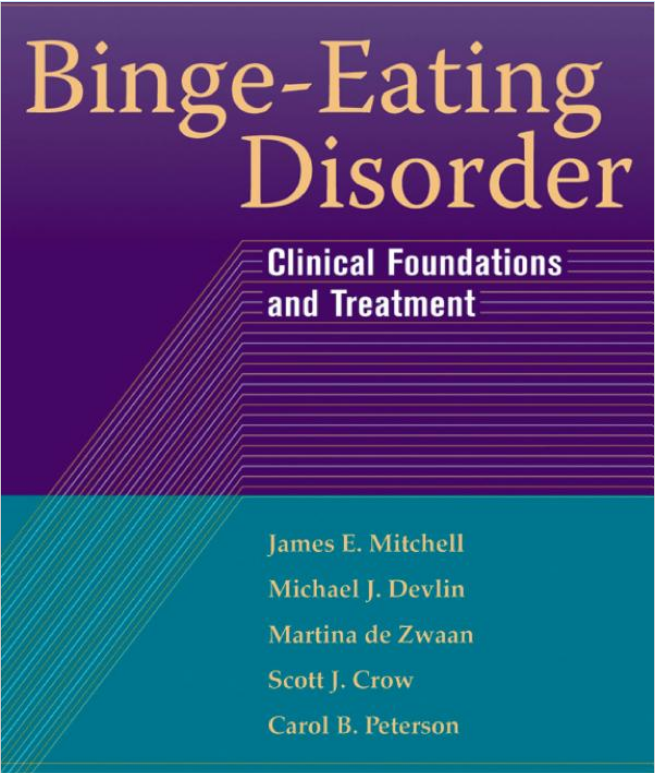 Binge-Eating
Disorder
Clinical Foundations
and Treatment
James E. Mitchell
Michael J. Devlin
Martina de Zwaan
Scott J. Crow
Carol B. Peterson